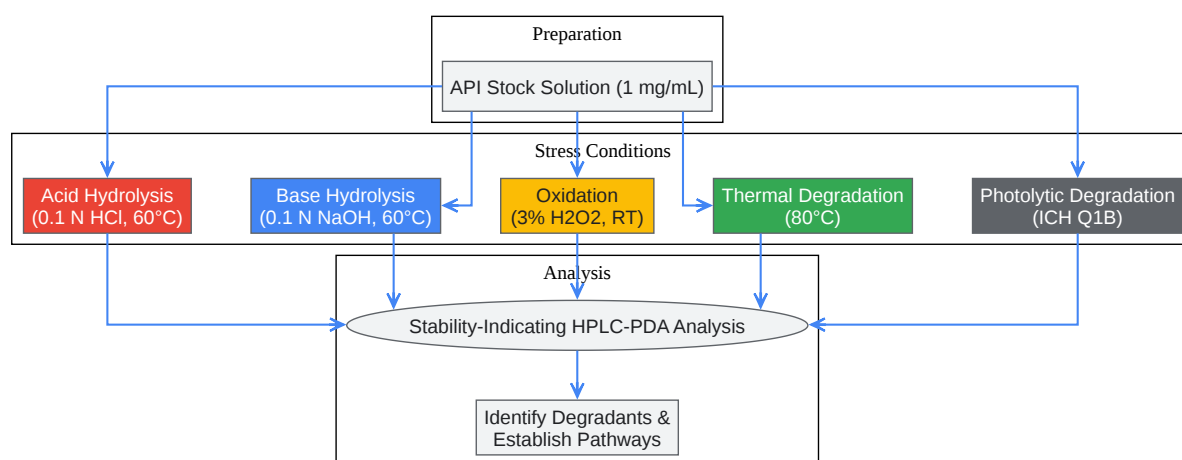 Preparation
API Stock Solution (1 mg/mL)
Stress Conditions
Acid Hydrolysis
(0.1 N HCl, 60°C)
Base Hydrolysis
(0.1 N NaOH, 60°C)
Oxidation
(3% H2O2, RT)
Thermal Degradation
(80°C)
Photolytic Degradation
(ICH Q1B)
Analysis
Stability-Indicating HPLC-PDA Analysis
Identify Degradants &
Establish Pathways